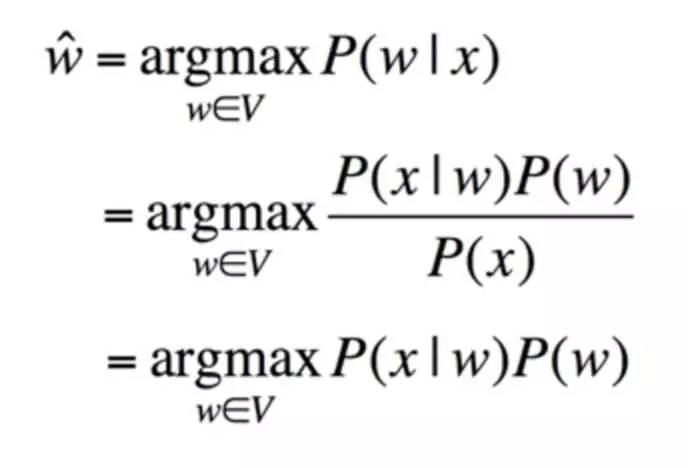 ŵ = argmax P(w | x)
w∈V
= argmax P(x | w)P(w) / P(x)
w∈V
= argmax P(x | w)P(w)
w∈V